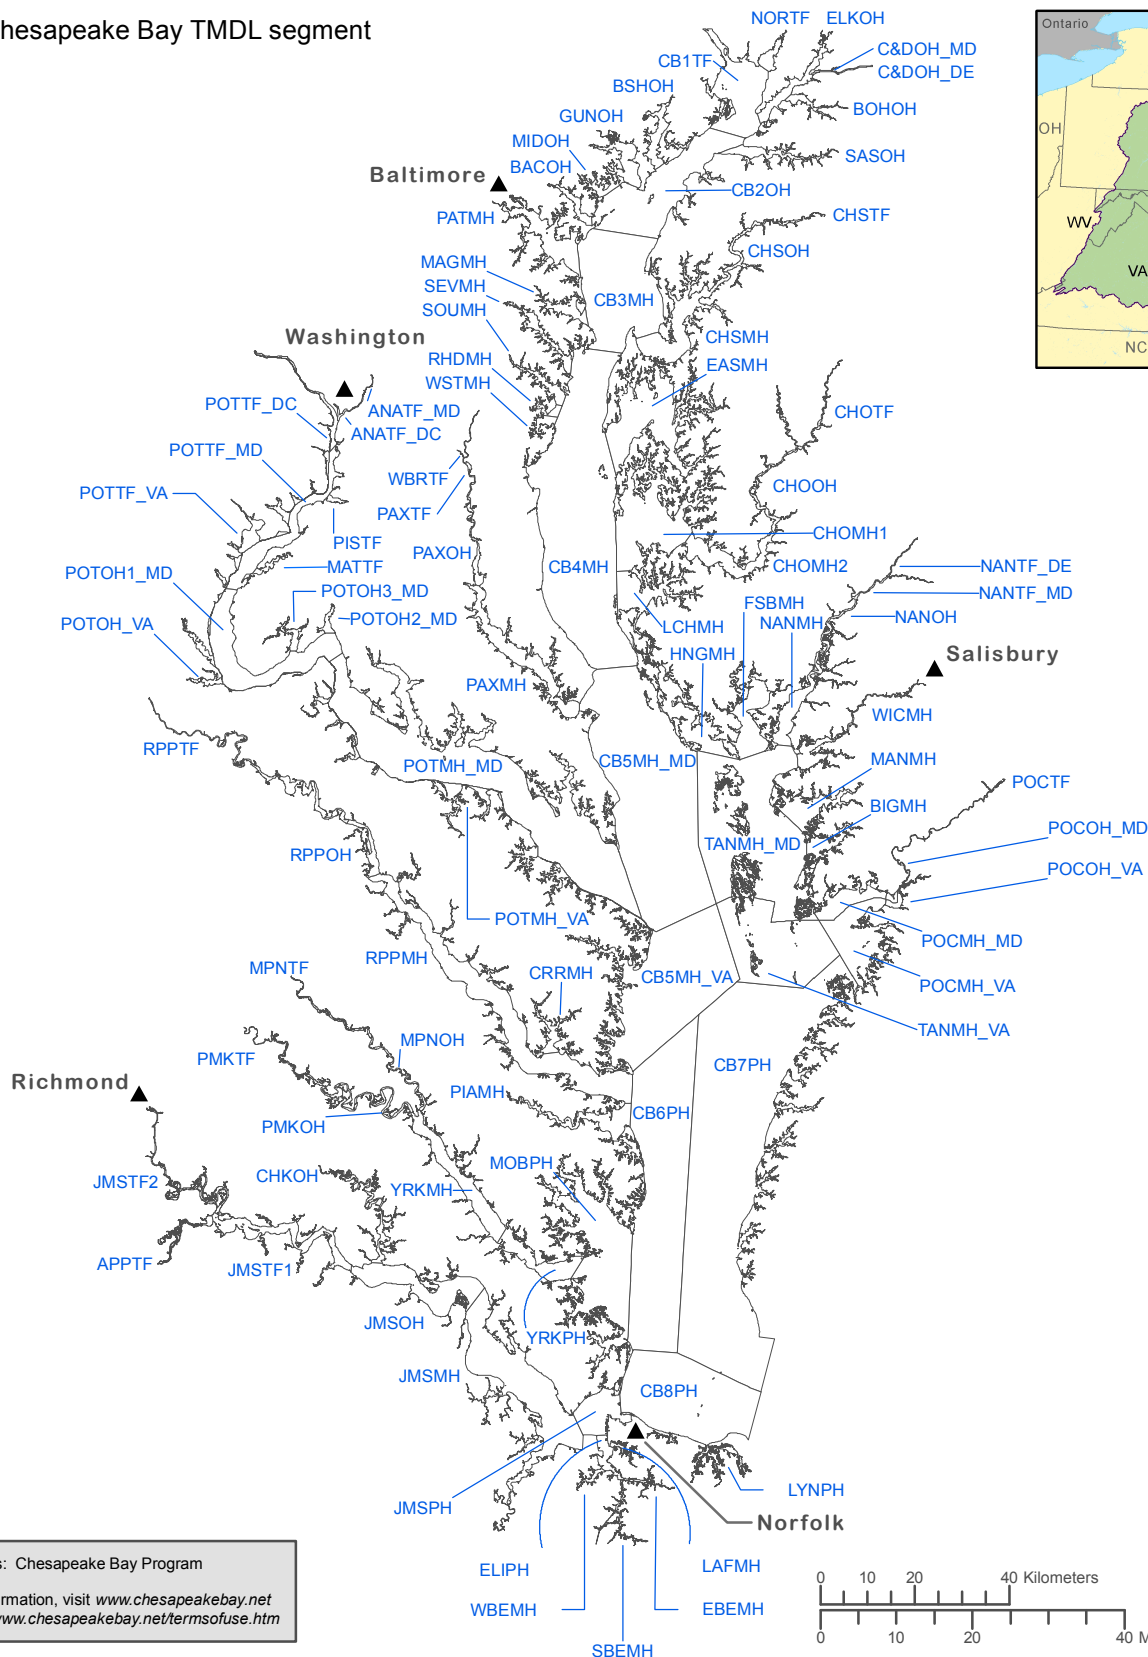 hesapeake Bay TMDL segment
NORTF
ELKOH
Ontario
C&DOH_MD
CB1TF
C&DOH_DE
BSHOH
BOHOH
GUNOH
OH
MIDOH
SASOH
BACOH
Baltimore
CB2OH
PATMH
CHSTF
WV
CHSOH
MAGMH
VA
SEVMH
CB3MH
SOUMH
Washington
CHSMH
NC
RHDMH
EASMH
WSTMH
POTTF_DC
ANATF_MD
CHOTF
ANATF_DC
POTTF_MD
WBRTF
CHOOH
POTTF_VA
PAXTF
CHOMH1
PISTF
PAXOH
MATTF
CB4MH
CHOMH2
NANTF_DE
POTOH1_MD
POTOH3_MD
NANTF_MD
FSBMH
POTOH2_MD
NANOH
POTOH_VA
LCHMH
NANMH
HNGMH
Salisbury
PAXMH
WICMH
RPPTF
CB5MH_MD
MANMH
POTMH_MD
POCTF
BIGMH
POCOH_MD
TANMH_MD
RPPOH
POCOH_VA
POTMH_VA
POCMH_MD
RPPMH
MPNTF
CRRMH
CB5MH_VA
POCMH_VA
TANMH_VA
MPNOH
PMKTF
CB7PH
Richmond
PIAMH
CB6PH
PMKOH
MOBPH
CHKOH
JMSTF2
YRKMH
APPTF
JMSTF1
JMSOH
YRKPH
JMSMH
CB8PH
LYNPH
JMSPH
Norfolk
s: Chesapeake Bay Program
ELIPH
LAFMH
0 10 20 40 Kilometers
rmation, visit www.chesapeakebay.net
WBEMH
EBEMH
www.chesapeakebay.net/termsofuse.htm
0 10 20 40 M
SBEMH